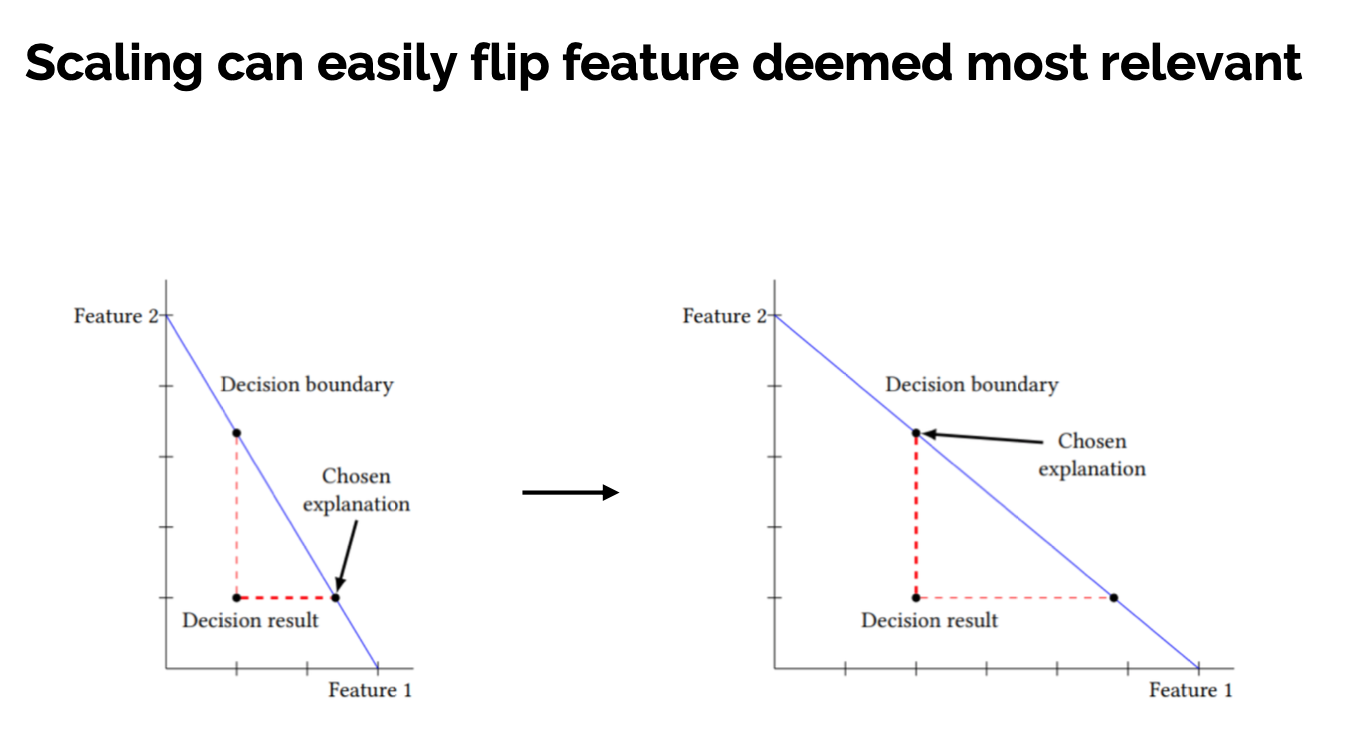 Scaling can easily flip feature deemed most relevant
Feature 2
Decision boundary
Chosen
explanation
Decision result
Feature 1
Feature 2
Decision boundary
Chosen
explanation
Decision result
Feature 1